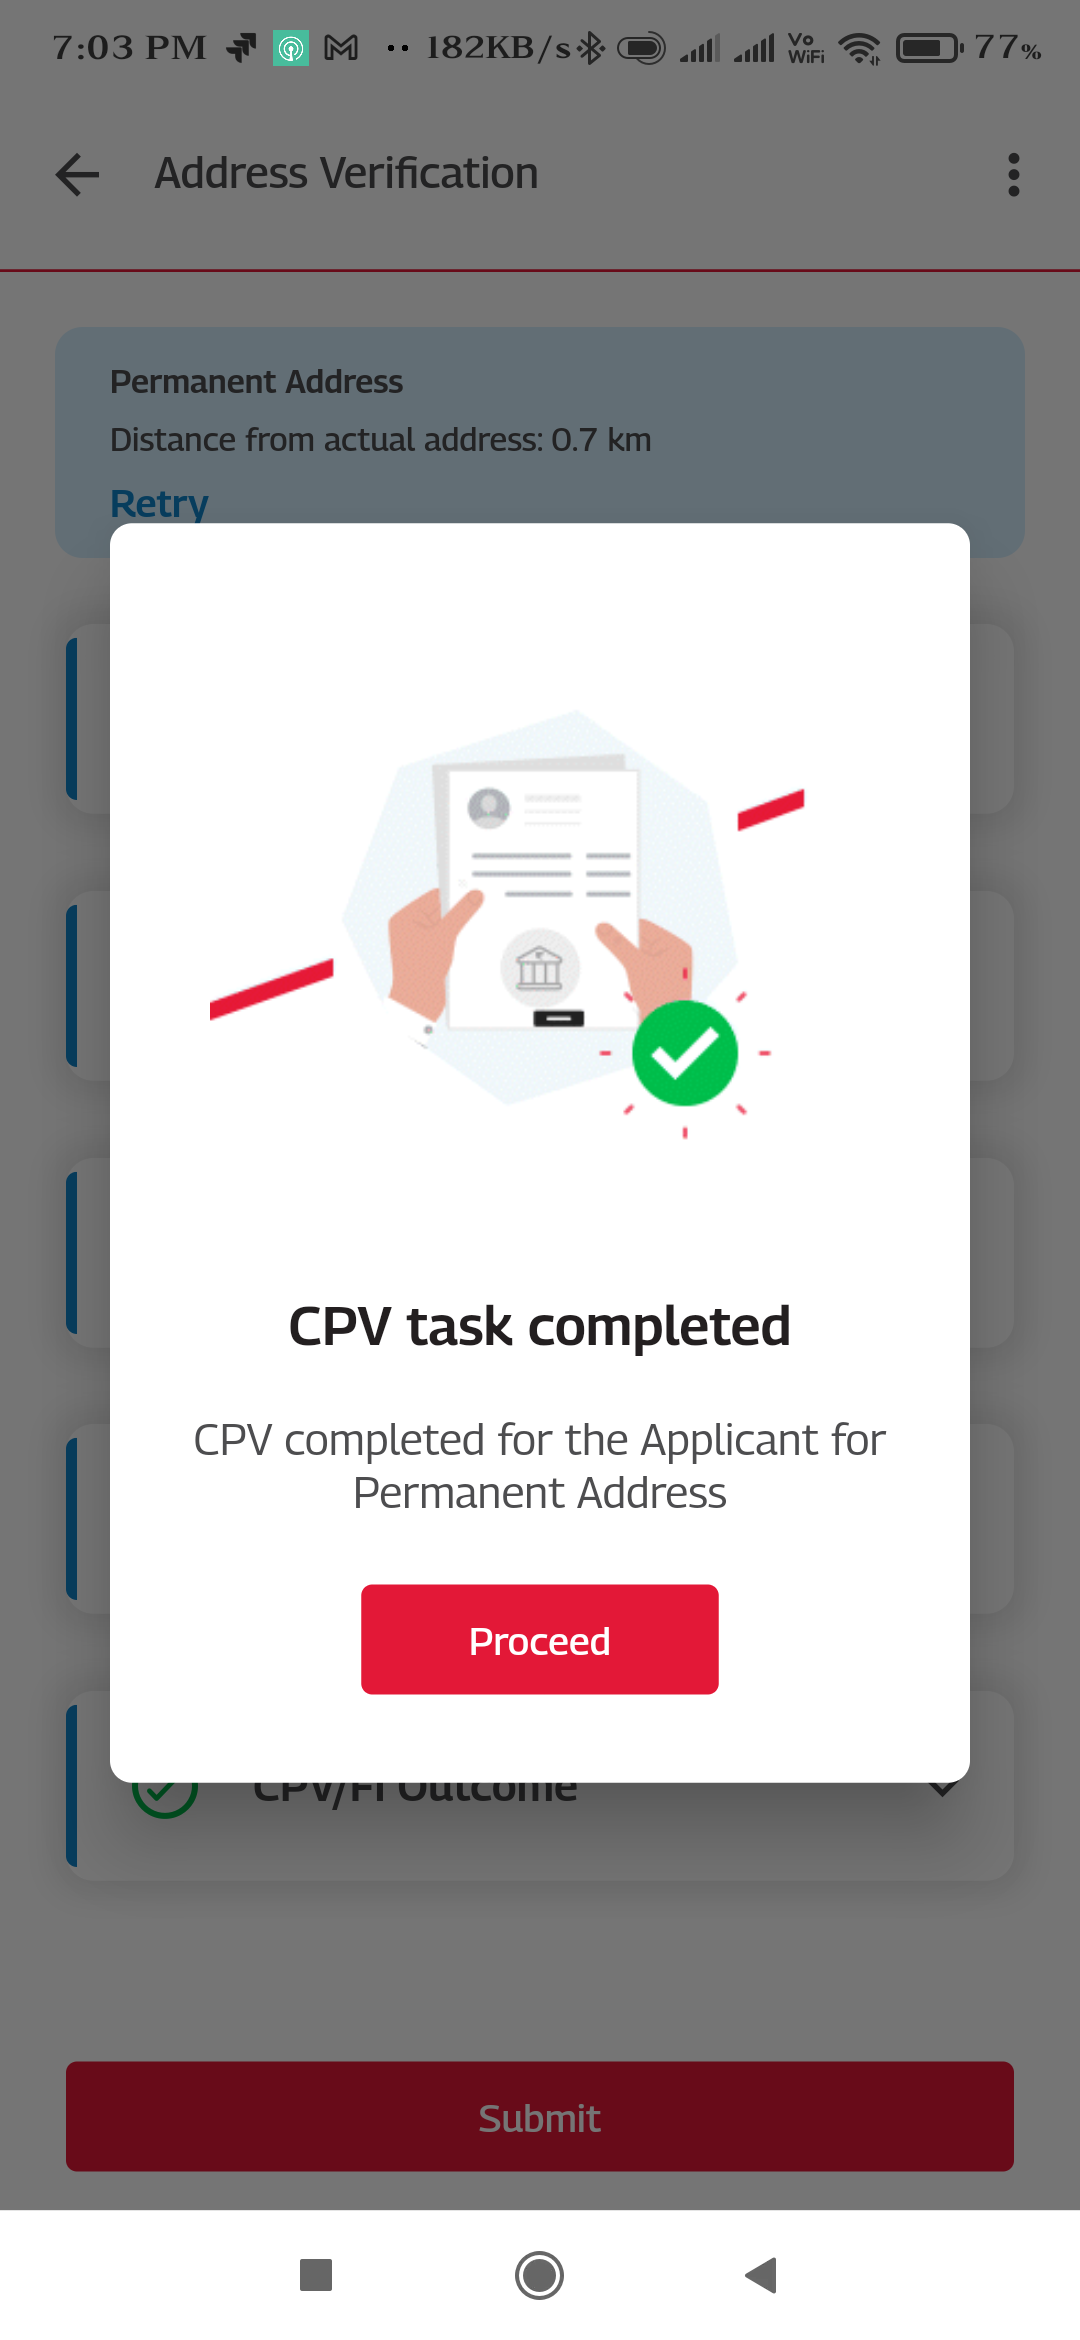 7:03 PM
182KB/s
Vo
WiFi
77%
Address Verification
Permanent Address
Distance from actual address: 0.7 km
Retry
CPV task completed
CPV completed for the Applicant for
Permanent Address
Proceed
CPV/FI Outcome
Submit